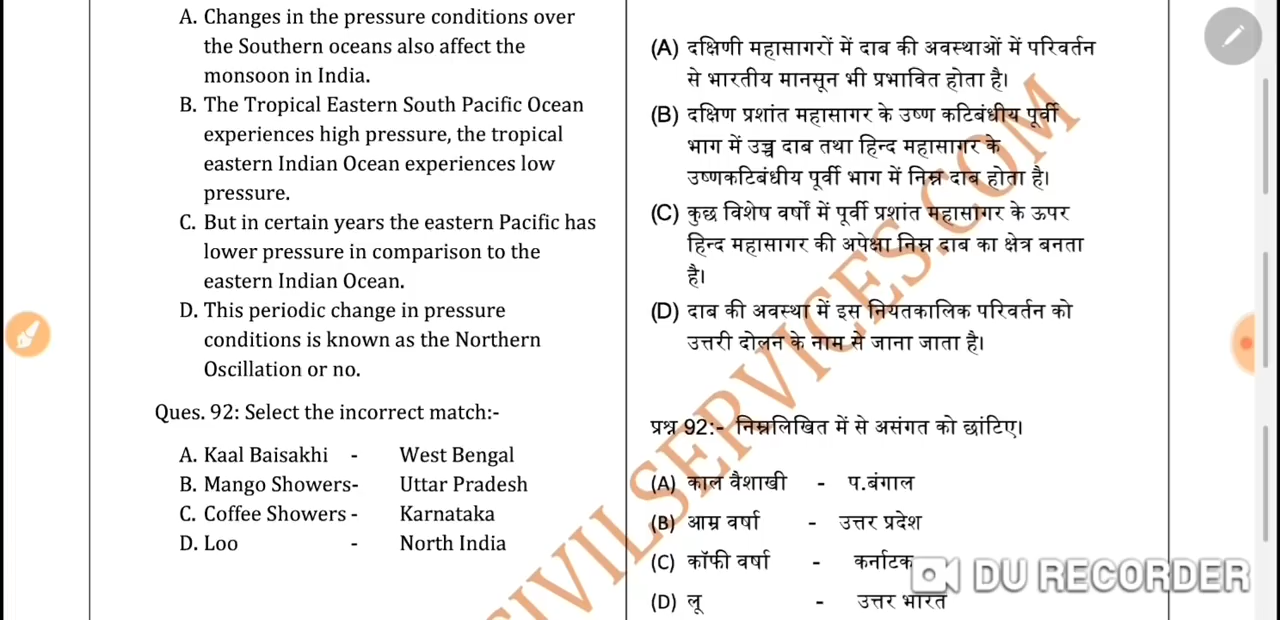 A. Changes in the pressure conditions over
the Southern oceans also affect the
monsoon in India.
B. The Tropical Eastern South Pacific Ocean
experiences high pressure, the tropical
eastern Indian Ocean experiences low
pressure.
C. But in certain years the eastern Pacific has
lower pressure in comparison to the
eastern Indian Ocean.
D. This periodic change in pressure
conditions is known as the Northern
Oscillation or no.
Ques. 92: Select the incorrect match:-
A. Kaal Baisakhi - West Bengal
B. Mango Showers- Uttar Pradesh
C. Coffee Showers - Karnataka
D. Loo - North India
(A) दक्षिणी महासागरों में दाब की अवस्थाओं में परिवर्तन
से भारतीय मानसून भी प्रभावित होता है।
(B) दक्षिण प्रशांत महासागर के उष्ण कटिबंधीय पूर्वी
भाग में उच्च दाब तथा हिन्द महासागर के
उष्णकटिबंधीय पूर्वी भाग में निम्न दाब होता है।
(C) कुछ विशेष वर्षों में पूर्वी प्रशांत महासागर के ऊपर
हिन्द महासागर की अपेक्षा निम्न दाब का क्षेत्र बनता
है।
(D) दाब की अवस्था में इस नियतकालिक परिवर्तन को
उत्तरी दोलन के नाम से जाना जाता है।
प्रश्न 92:- निम्नलिखित में से असंगत को छांटिए।
(A) काल वैशाखी - प.बंगाल
(B) आम्र वर्षा - उत्तर प्रदेश
(C) कॉफी वर्षा - कर्नाटक
(D) लू - उत्तर भारत
CIVILSERVICES.COM
DU RECORDER